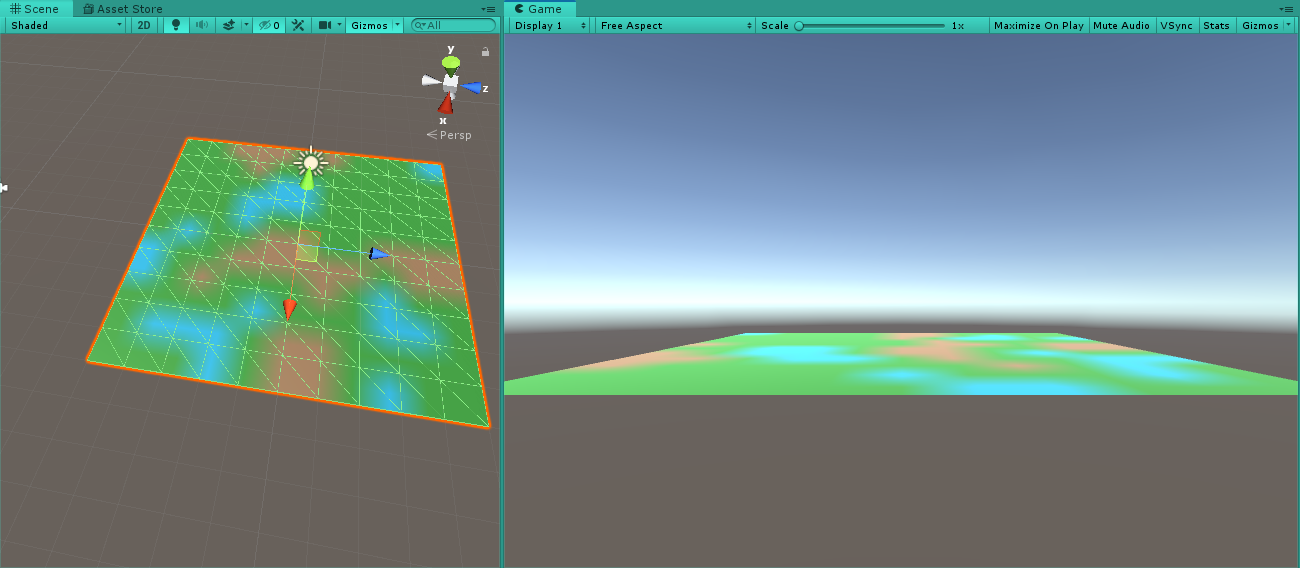 Scene
Asset Store
Shaded
2D
0
Gizmos
All
y
z
x
Persp
Game
Display 1
Free Aspect
Scale
1x
Maximize On Play
Mute Audio
VSync
Stats
Gizmos